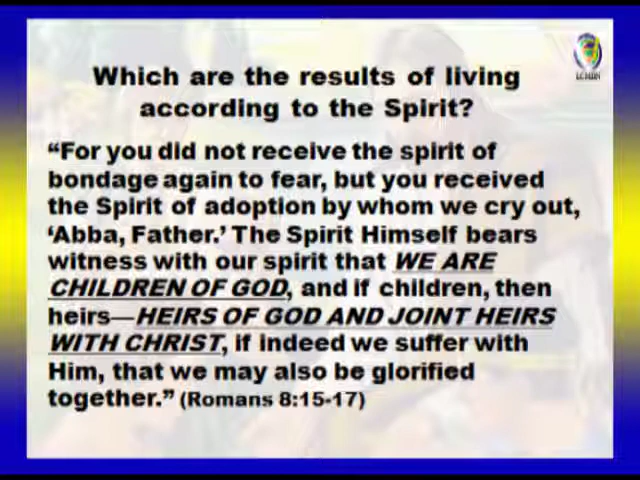 Which are the results of living
according to the Spirit?
“For you did not receive the spirit of
bondage again to fear, but you received
the Spirit of adoption by whom we cry out,
‘Abba, Father.’ The Spirit Himself bears
witness with our spirit that WE ARE
CHILDREN OF GOD, and if children, then
heirs—HEIRS OF GOD AND JOINT HEIRS
WITH CHRIST, if indeed we suffer with
Him, that we may also be glorified
together.” (Romans 8:15-17)